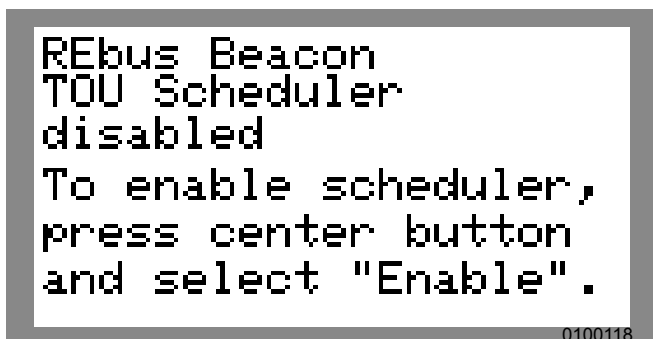 REbus Beacon
TOU Scheduler
disabled
To enable scheduler,
press center button
and select "Enable".
0100118